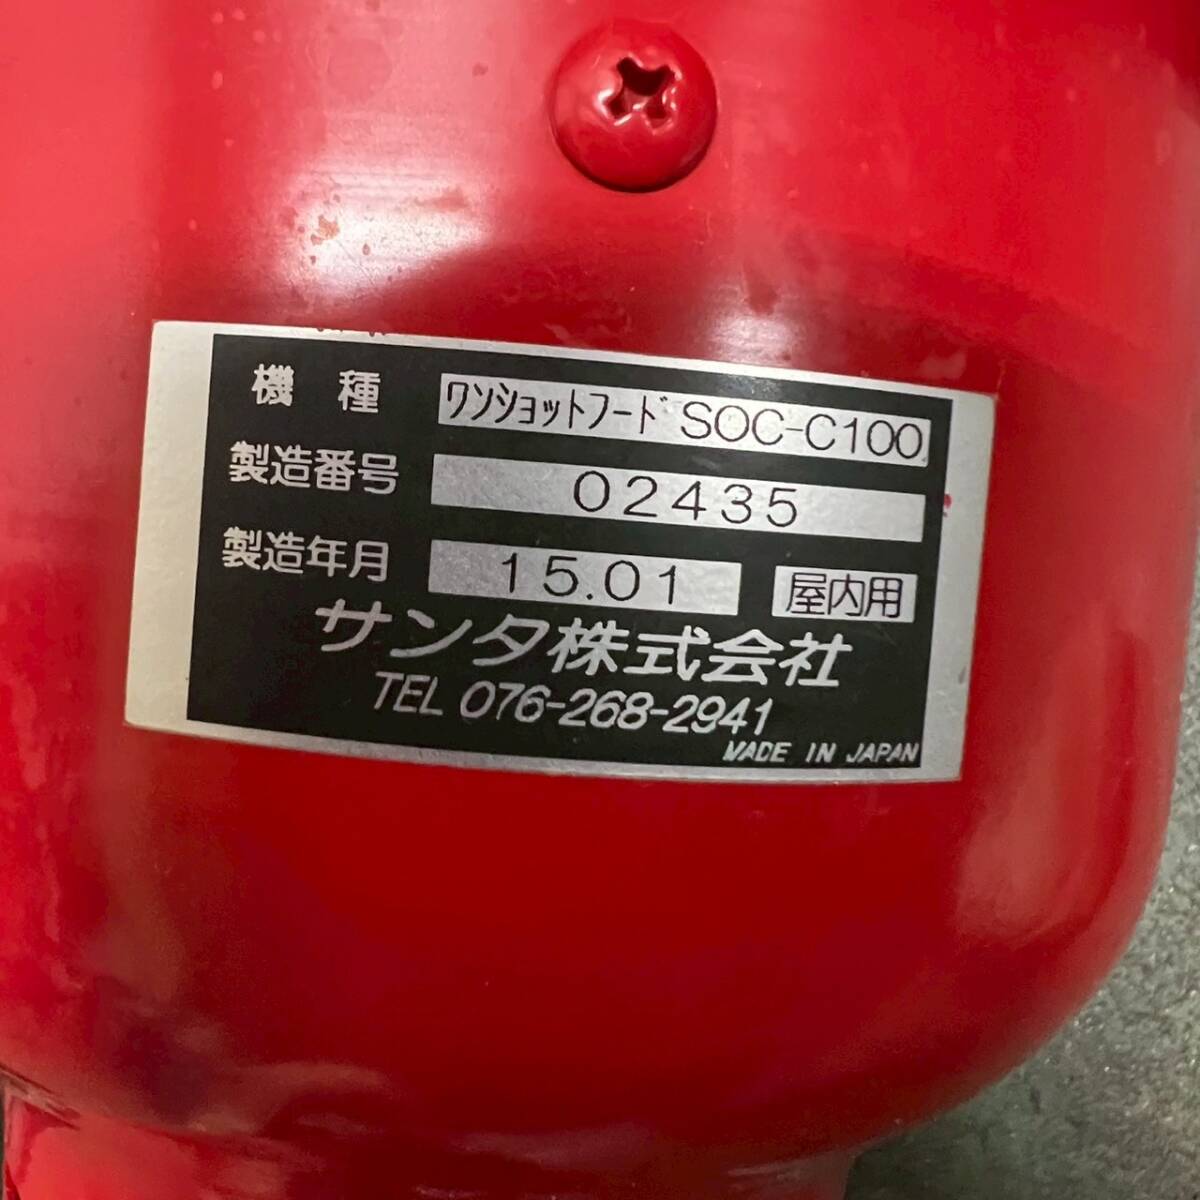 機種 ワンショットフード SOC-C100
製造番号 02435
製造年月 15.01 屋内用
サンタ株式会社
TEL 076-268-2941
MADE IN JAPAN